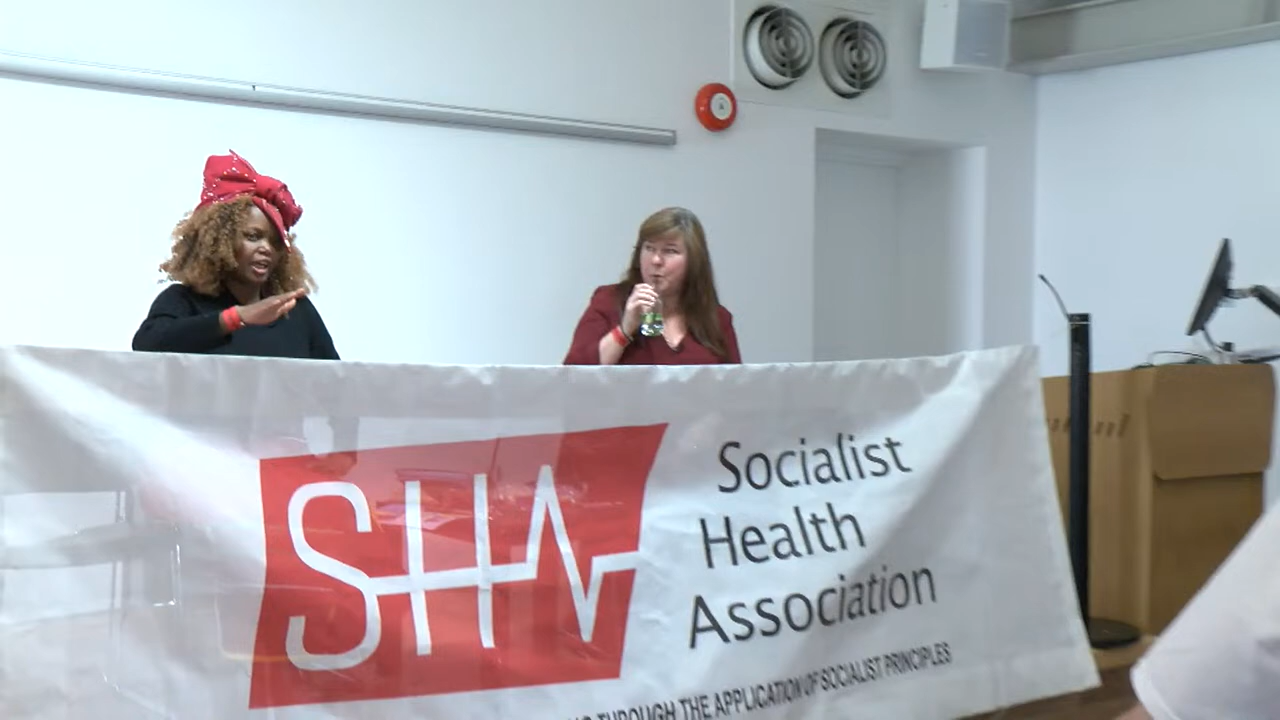 SHA
Socialist
Health
Association
THROUGH THE APPLICATION OF SOCIALIST PRINCIPLES